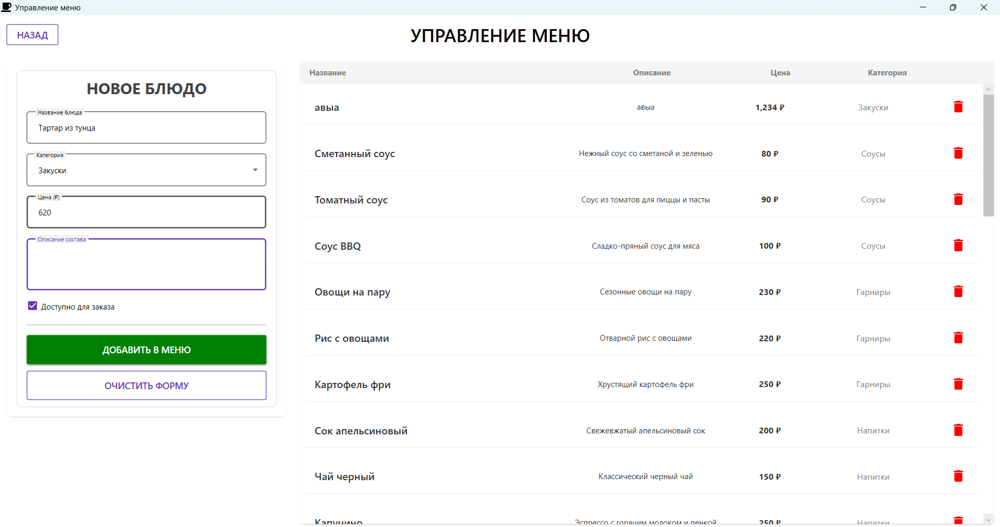 Управление меню
НАЗАД
УПРАВЛЕНИЕ МЕНЮ
НОВОЕ БЛЮДО
Название блюда
Тартар из тунца
Категория
Закуски
Цена (₽)
620
Описание состава
Доступно для заказа
ДОБАВИТЬ В МЕНЮ
ОЧИСТИТЬ ФОРМУ
Название Описание Цена Категория
авыа авыа 1,234 ₽ Закуски
Сметанный соус Нежный соус со сметаной и зеленью 80 ₽ Соусы
Томатный соус Соус из томатов для пиццы и пасты 90 ₽ Соусы
Соус BBQ Сладко-пряный соус для мяса 100 ₽ Соусы
Овощи на пару Сезонные овощи на пару 230 ₽ Гарниры
Рис с овощами Отварной рис с овощами 220 ₽ Гарниры
Картофель фри Хрустящий картофель фри 250 ₽ Гарниры
Сок апельсиновый Свежевжатый апельсиновый сок 200 ₽ Напитки
Чай черный Классический черный чай 150 ₽ Напитки
Капучино Эспрессо с горячим молоком и пенкой 250 ₽ Напитки